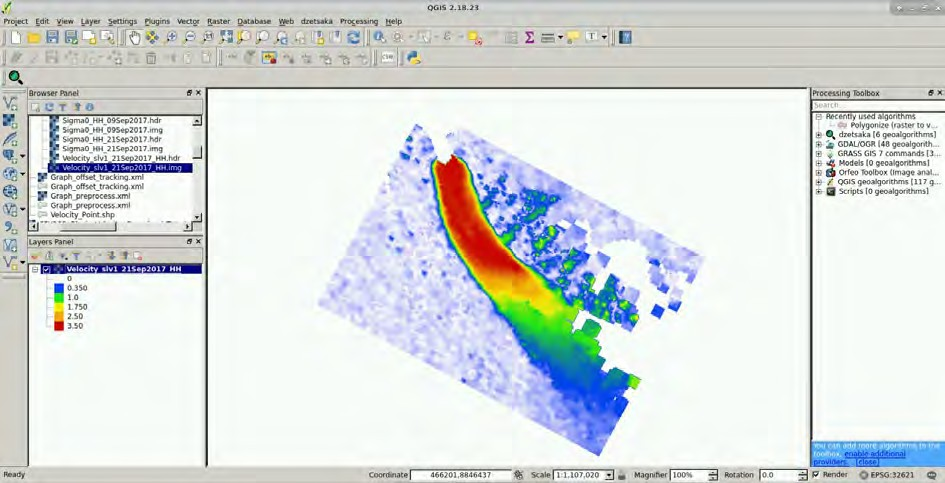 QGIS 2.18.23
Project Edit View Layer Settings Plugins Vector Raster Database Web dzetsaka Processing Help
Browser Panel
Sigma0_HH_09Sep2017.hdr
Sigma0_HH_09Sep2017.img
Sigma0_HH_21Sep2017.hdr
Sigma0_HH_21Sep2017.img
Velocity_slv1_21Sep2017_HH.hdr
Velocity_slv1_21Sep2017_HH.img
Graph_offset_tracking.xml
Graph_offset_tracking.xml
Graph_preprocess.xml
Graph_preprocess.xml
Velocity_Point.shp
Layers Panel
Velocity_slv1_21Sep2017_HH
0
0.350
1.0
1.750
2.50
3.50
Processing Toolbox
Search...
Recently used algorithms
Polygonize (raster to v...
dzetsaka [6 geoalgorith...
GDAL/OGR [48 geoalgorith...
GRASS GIS 7 commands [3...
Models [0 geoalgorithms]
Orfeo Toolbox (Image anal...
QGIS geoalgorithms [117 g...
Scripts [0 geoalgorithms]
You can add more algorithms to the
toolbox, enable additional
providers. [close]
Ready Coordinate 466201,8846437 Scale 1:1,107,020 Magnifier 100% Rotation 0.0 Render EPSG:32621